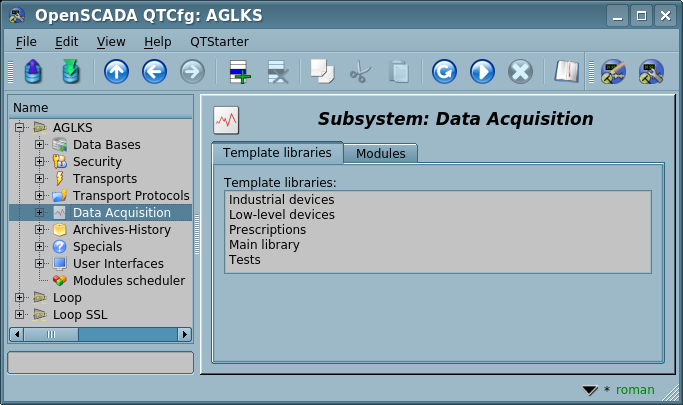 OpenSCADA QTCfg: AGLKS
File Edit View Help QTStarter
Name
AGLKS
Data Bases
Security
Transports
Transport Protocols
Data Acquisition
Archives-History
Specials
User Interfaces
Modules scheduler
Loop
Loop SSL
Subsystem: Data Acquisition
Template libraries Modules
Template libraries:
Industrial devices
Low-level devices
Prescriptions
Main library
Tests
* roman